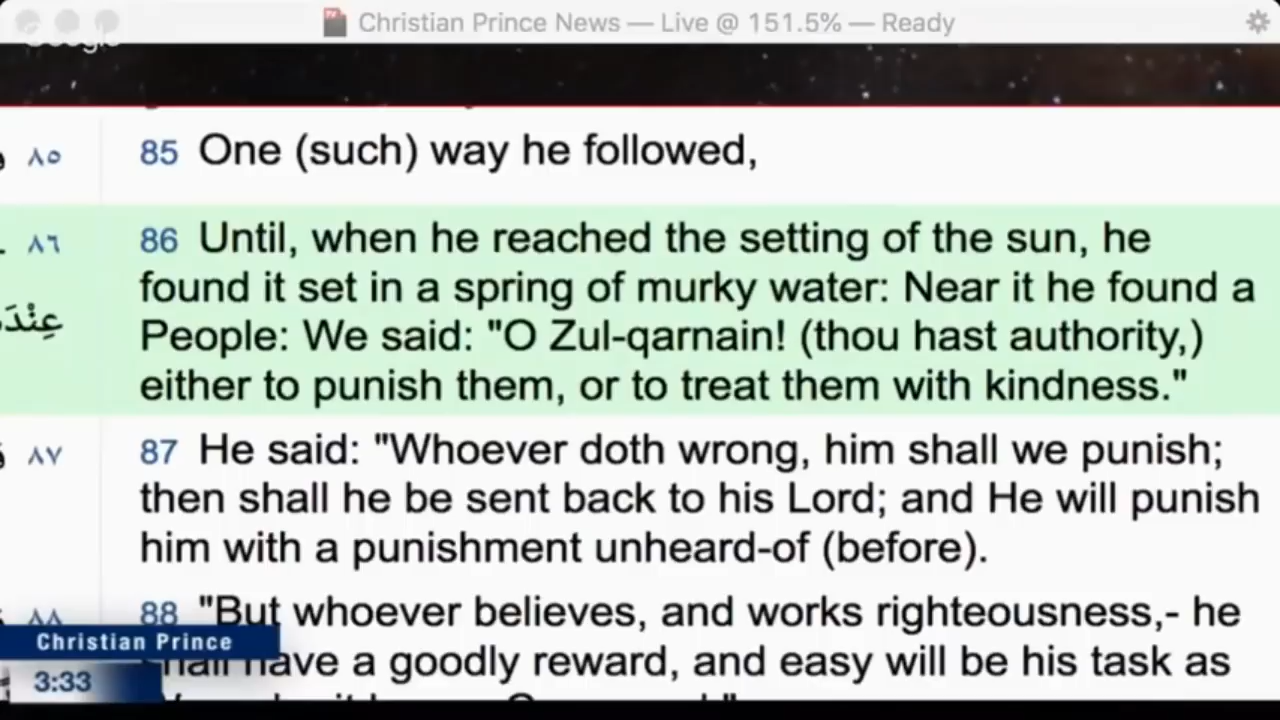 Christian Prince News — Live @ 151.5% — Ready
Google
٨٥
85 One (such) way he followed,
٨٦
86 Until, when he reached the setting of the sun, he
found it set in a spring of murky water: Near it he found a
عِنْدَ
People: We said: "O Zul-qarnain! (thou hast authority,)
either to punish them, or to treat them with kindness."
٨٧
87 He said: "Whoever doth wrong, him shall we punish;
then shall he be sent back to his Lord; and He will punish
him with a punishment unheard-of (before).
٨٨
88 "But whoever believes, and works righteousness,- he
shall have a goodly reward, and easy will be his task as
Christian Prince
3:33